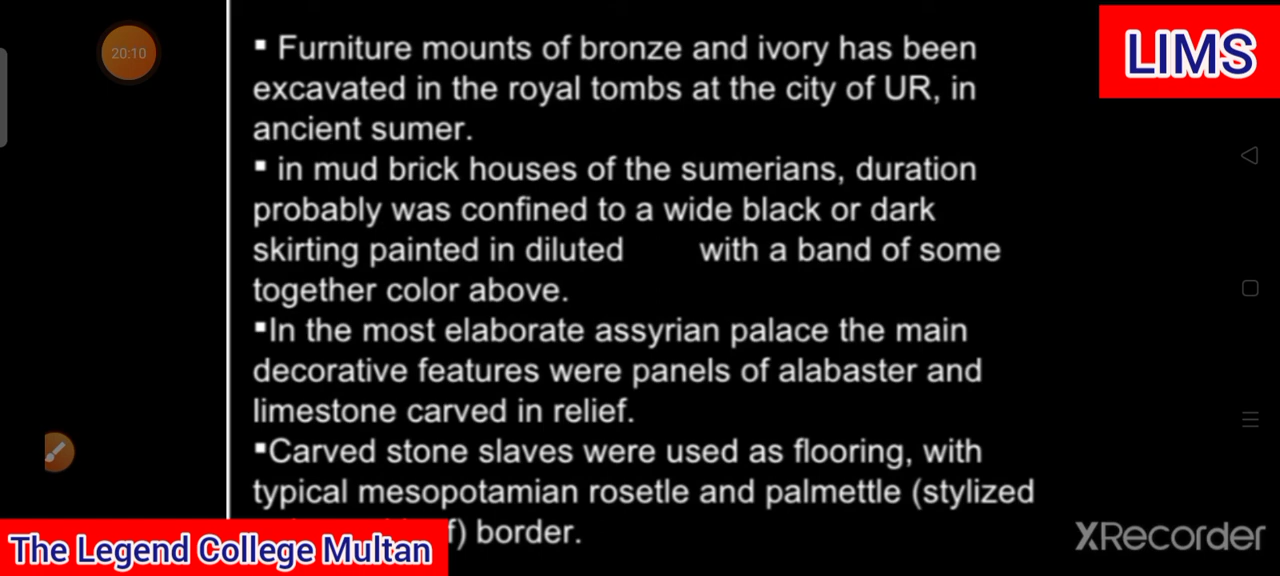 20:10
LIMS
▪ Furniture mounts of bronze and ivory has been
excavated in the royal tombs at the city of UR, in
ancient sumer.
▪ in mud brick houses of the sumerians, duration
probably was confined to a wide black or dark
skirting painted in diluted with a band of some
together color above.
▪In the most elaborate assyrian palace the main
decorative features were panels of alabaster and
limestone carved in relief.
▪Carved stone slaves were used as flooring, with
typical mesopotamian rosetle and palmettle (stylized
f) border.
The Legend College Multan
XRecorder